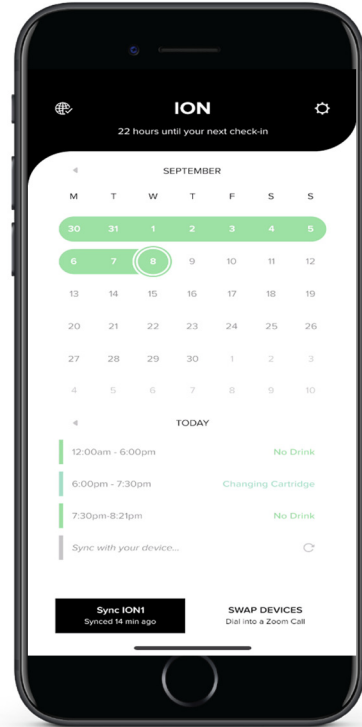 ION
22 hours until your next check-in
SEPTEMBER
M T W T F S S
30 31 1 2 3 4 5
6 7 8 9 10 11 12
13 14 15 16 17 18 19
20 21 22 23 24 25 26
27 28 29 30 1 2 3
4 5 6 7 8 9 10
TODAY
12:00am - 6:00pm No Drink
6:00pm - 7:30pm Changing Cartridge
7:30pm-8:21pm No Drink
Sync with your device...
Sync ION1 SWAP DEVICES
Synced 14 min ago Dial into a Zoom Call